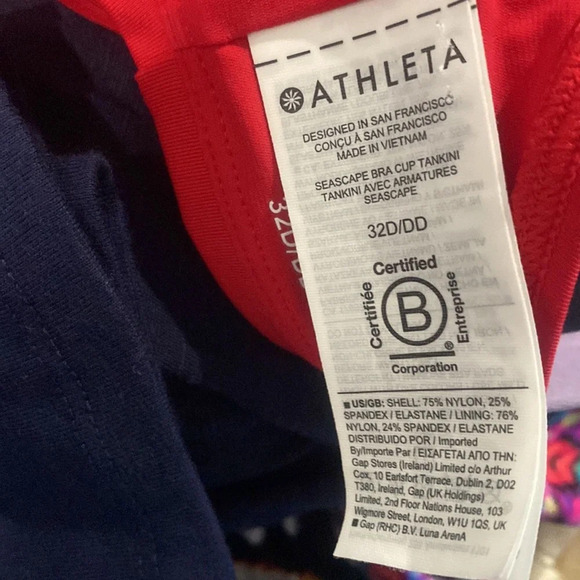 ATHLETA
DESIGNED IN SAN FRANCISCO
CONÇU À SAN FRANCISCO
MADE IN VIETNAM
SEASCAPE BRA CUP TANKINI
TANKINI AVEC ARMATURES
SEASCAPE
32D/DD
Certified
Certifiée
B
Entreprise
®
Corporation
■ US/GB: SHELL: 75% NYLON, 25%
SPANDEX / ELASTANE / LINING: 76%
NYLON, 24% SPANDEX / ELASTANE
DISTRIBUIDO POR / Imported
By/Importe Par / ΕΙΣΑΓΕΤΑΙ ΑΠΟ ΤΗΝ:
Gap Stores (Ireland) Limited c/o Arthur
Cox, 10 Earlsfort Terrace, Dublin 2, D02
T380, Ireland, Gap (UK Holdings)
Limited, 2nd Floor Nations House, 103
Wigmore Street, London, W1U 1QS, UK
■ Gap (RHC) B.V. Luna ArenA